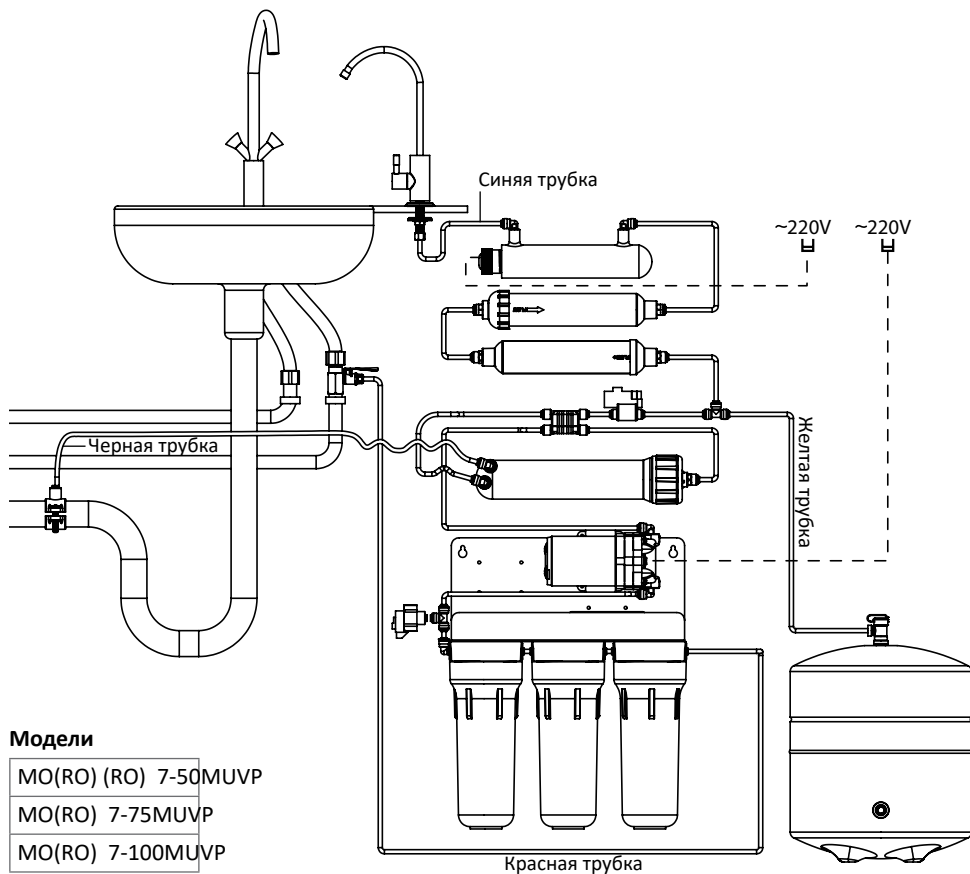 Синяя трубка
~220V ~220V
Черная трубка
Желтая трубка
Модели
MO(RO) (RO) 7-50MUVP
MO(RO) 7-75MUVP
MO(RO) 7-100MUVP
Красная трубка